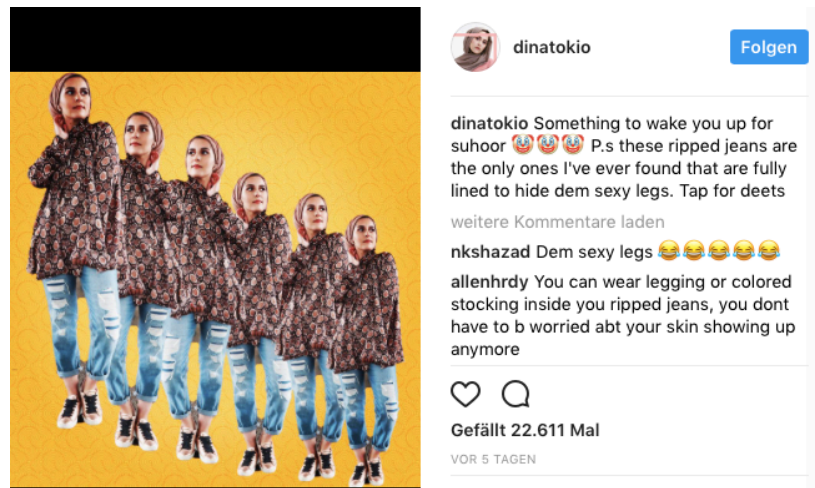 dinatokio
Folgen
dinatokio Something to wake you up for
suhoor 🤡🤡🤡 P.s these ripped jeans are
the only ones I've ever found that are fully
lined to hide dem sexy legs. Tap for deets
weitere Kommentare laden
nkshazad Dem sexy legs 😂😂😂😂😂
allenhrdy You can wear legging or colored
stocking inside you ripped jeans, you dont
have to b worried abt your skin showing up
anymore
Gefällt 22.611 Mal
VOR 5 TAGEN